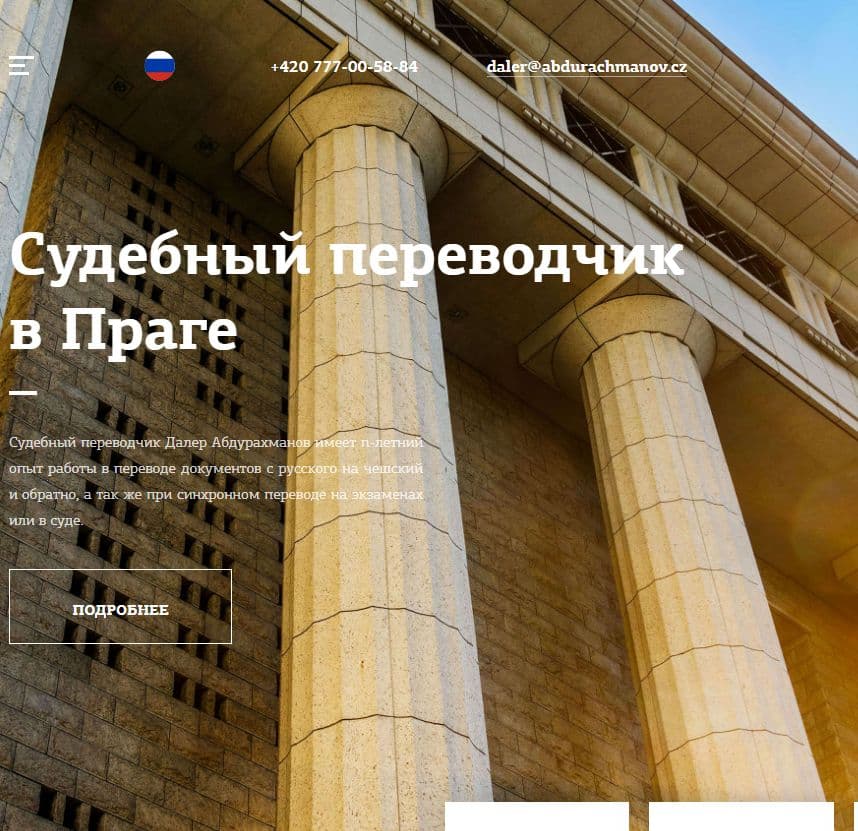 +420 777-00-58-84 daler@abdurachmanov.cz
Судебный переводчик
в Праге
Судебный переводчик Далер Абдурахманов имеет n-летний
опыт работы в переводе документов с русского на чешский
и обратно, а так же при синхронном переводе на экзаменах
или в суде.
ПОДРОБНЕЕ